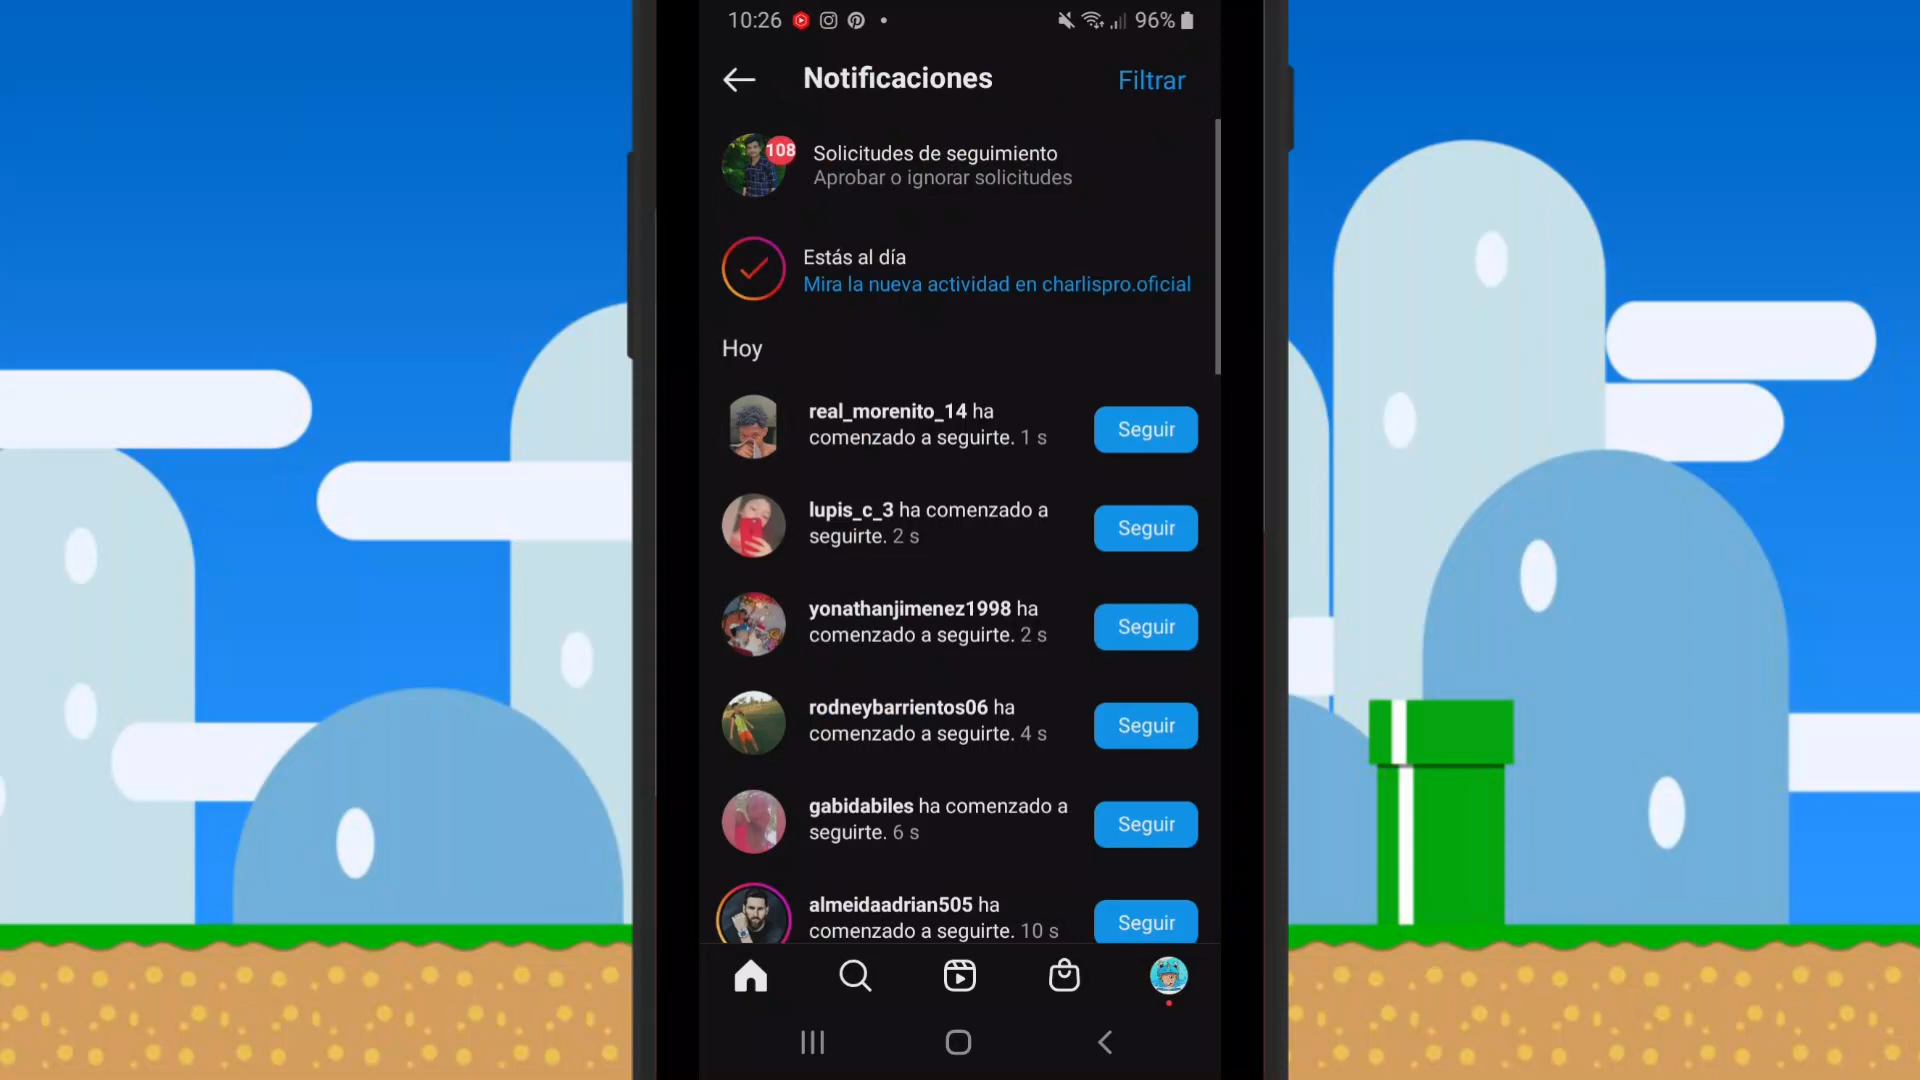 10:26
96%
Notificaciones
Filtrar
108
Solicitudes de seguimiento
Aprobar o ignorar solicitudes
Estás al día
Mira la nueva actividad en charlispro.oficial
Hoy
real_morenito_14 ha
comenzado a seguirte. 1 s
Seguir
lupis_c_3 ha comenzado a
seguirte. 2 s
Seguir
yonathanjimenez1998 ha
comenzado a seguirte. 2 s
Seguir
rodneybarrientos06 ha
comenzado a seguirte. 4 s
Seguir
gabidabiles ha comenzado a
seguirte. 6 s
Seguir
almeidaadrian505 ha
comenzado a seguirte. 10 s
Seguir